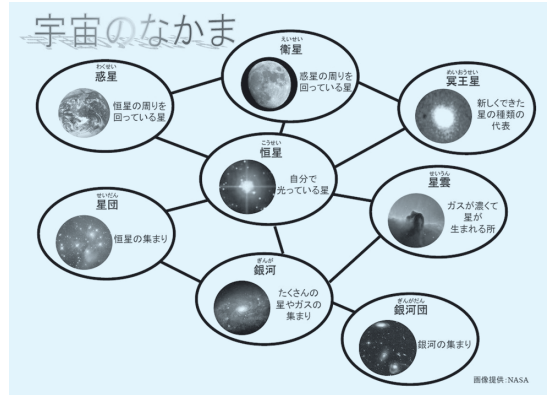 宇宙のなかま
えいせい
衛星
惑星の周りを
回っている星
わくせい
惑星
恒星の周りを
回っている星
めいおうせい
冥王星
新しくできた
星の種類の
代表
こうせい
恒星
自分で
光っている星
せいうん
星雲
ガスが濃くて
星が
生まれる所
せいだん
星団
恒星の集まり
ぎんが
銀河
たくさんの
星やガスの
集まり
ぎんがだん
銀河団
銀河の集まり
画像提供:NASA